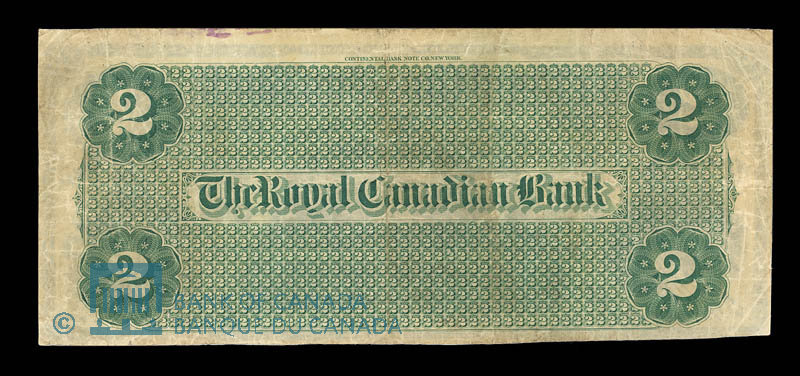 CONTINENTAL BANK NOTE CO. NEW YORK.
2 2
The Royal Canadian Bank
2 2
© BANK OF CANADA
BANQUE DU CANADA